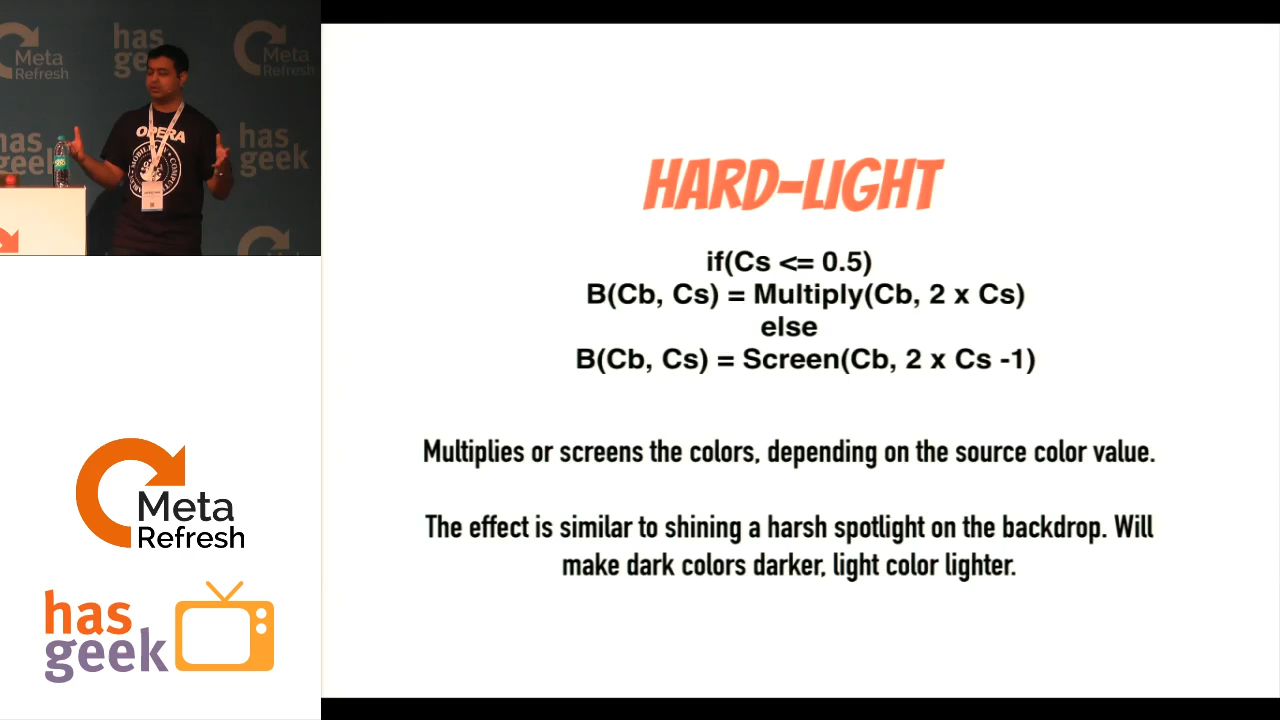 Meta
Refresh
has
geek
Meta
Refresh
has
geek
has
geek
OPERA
HARD-LIGHT
if(Cs <= 0.5)
B(Cb, Cs) = Multiply(Cb, 2 x Cs)
else
B(Cb, Cs) = Screen(Cb, 2 x Cs -1)
Multiplies or screens the colors, depending on the source color value.
The effect is similar to shining a harsh spotlight on the backdrop. Will
make dark colors darker, light color lighter.
Meta
Refresh
has
geek